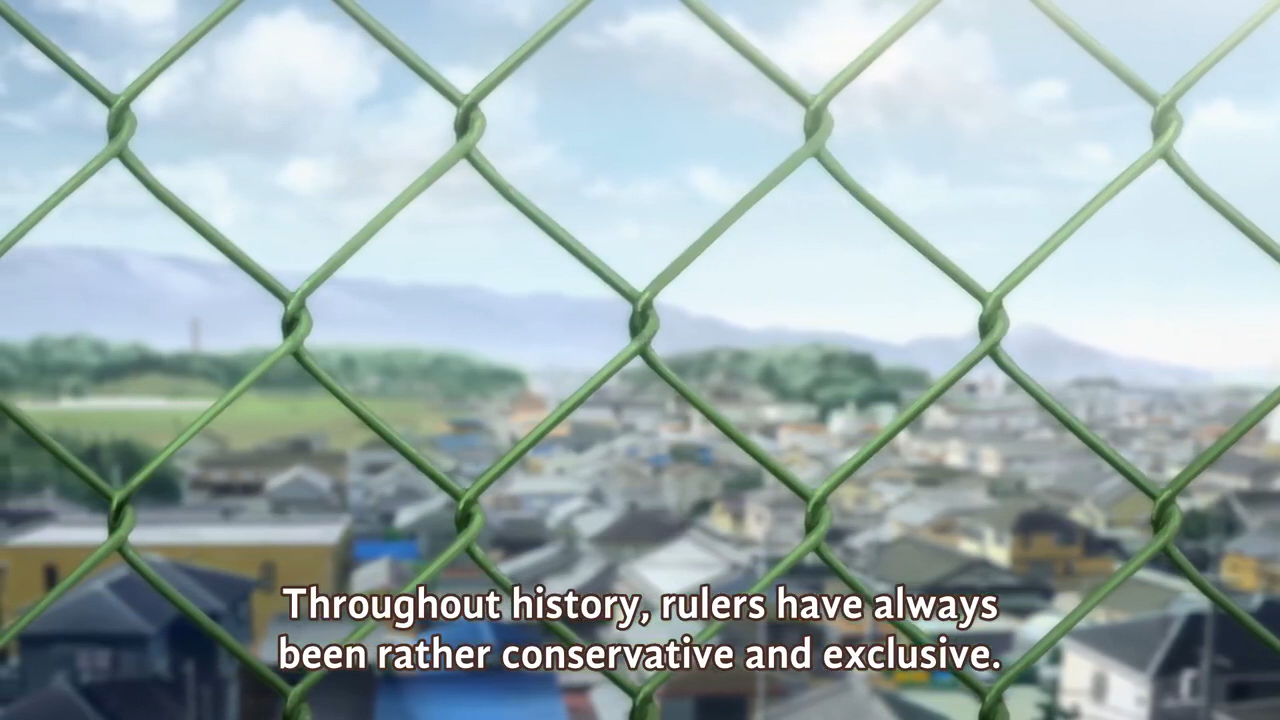 Throughout history, rulers have always
been rather conservative and exclusive.